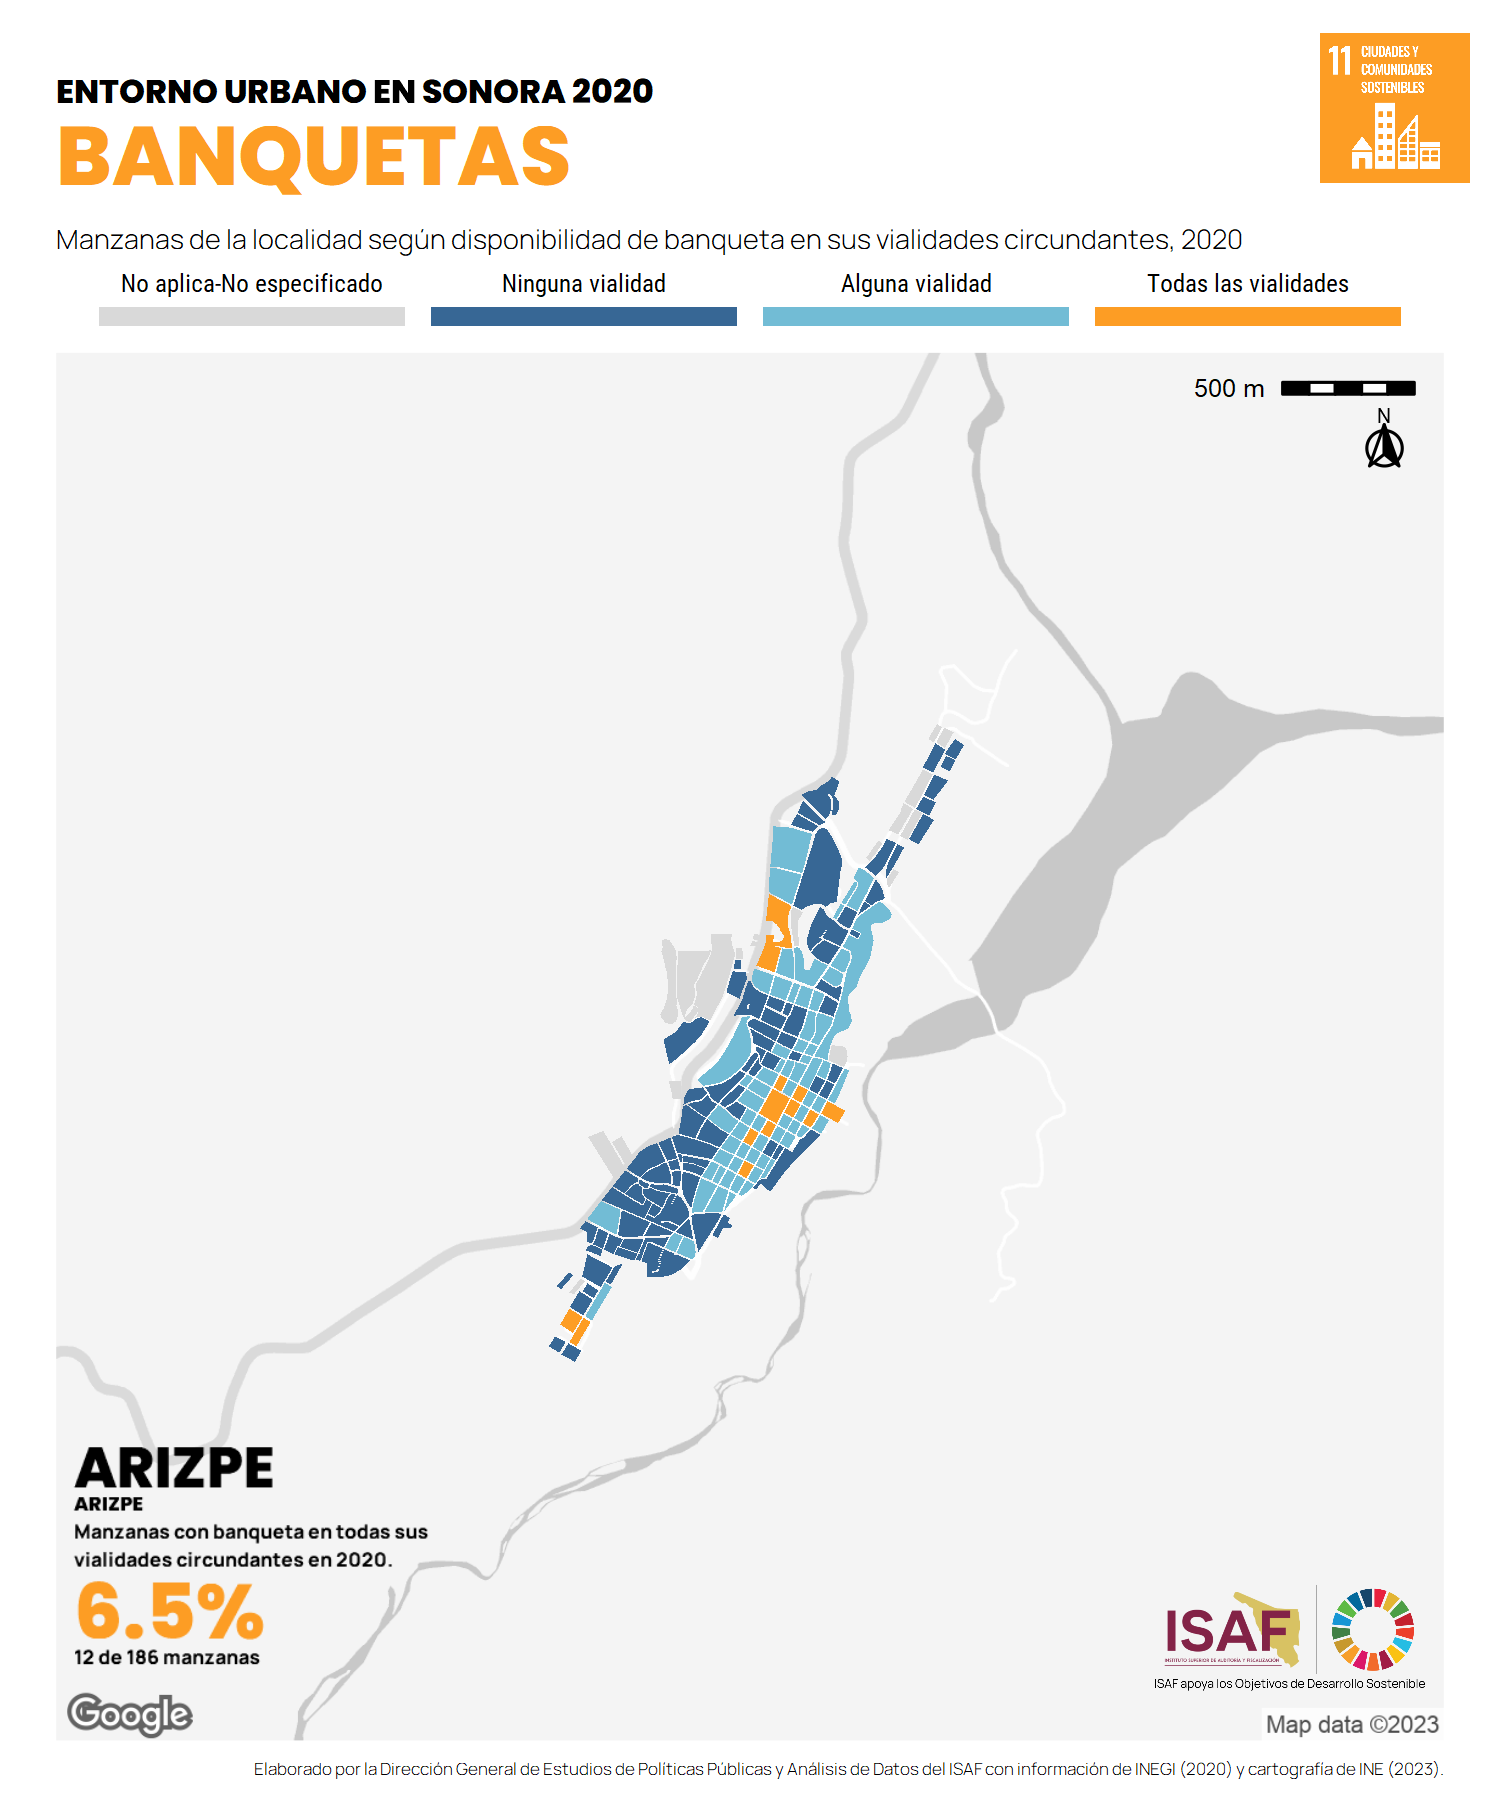 ENTORNO URBANO EN SONORA 2020
BANQUETAS
11 CIUDADES Y
COMUNIDADES
SOSTENIBLES
Manzanas de la localidad según disponibilidad de banqueta en sus vialidades circundantes, 2020
No aplica-No especificado Ninguna vialidad Alguna vialidad Todas las vialidades
500 m
N
ARIZPE
ARIZPE
Manzanas con banqueta en todas sus
vialidades circundantes en 2020.
6.5%
12 de 186 manzanas
Google
ISAF
INSTITUTO SUPERIOR DE AUDITORÍA Y FISCALIZACIÓN
ISAF apoya los Objetivos de Desarrollo Sostenible
Map data ©2023
Elaborado por la Dirección General de Estudios de Políticas Públicas y Análisis de Datos del ISAF con información de INEGI (2020) y cartografía de INE (2023).